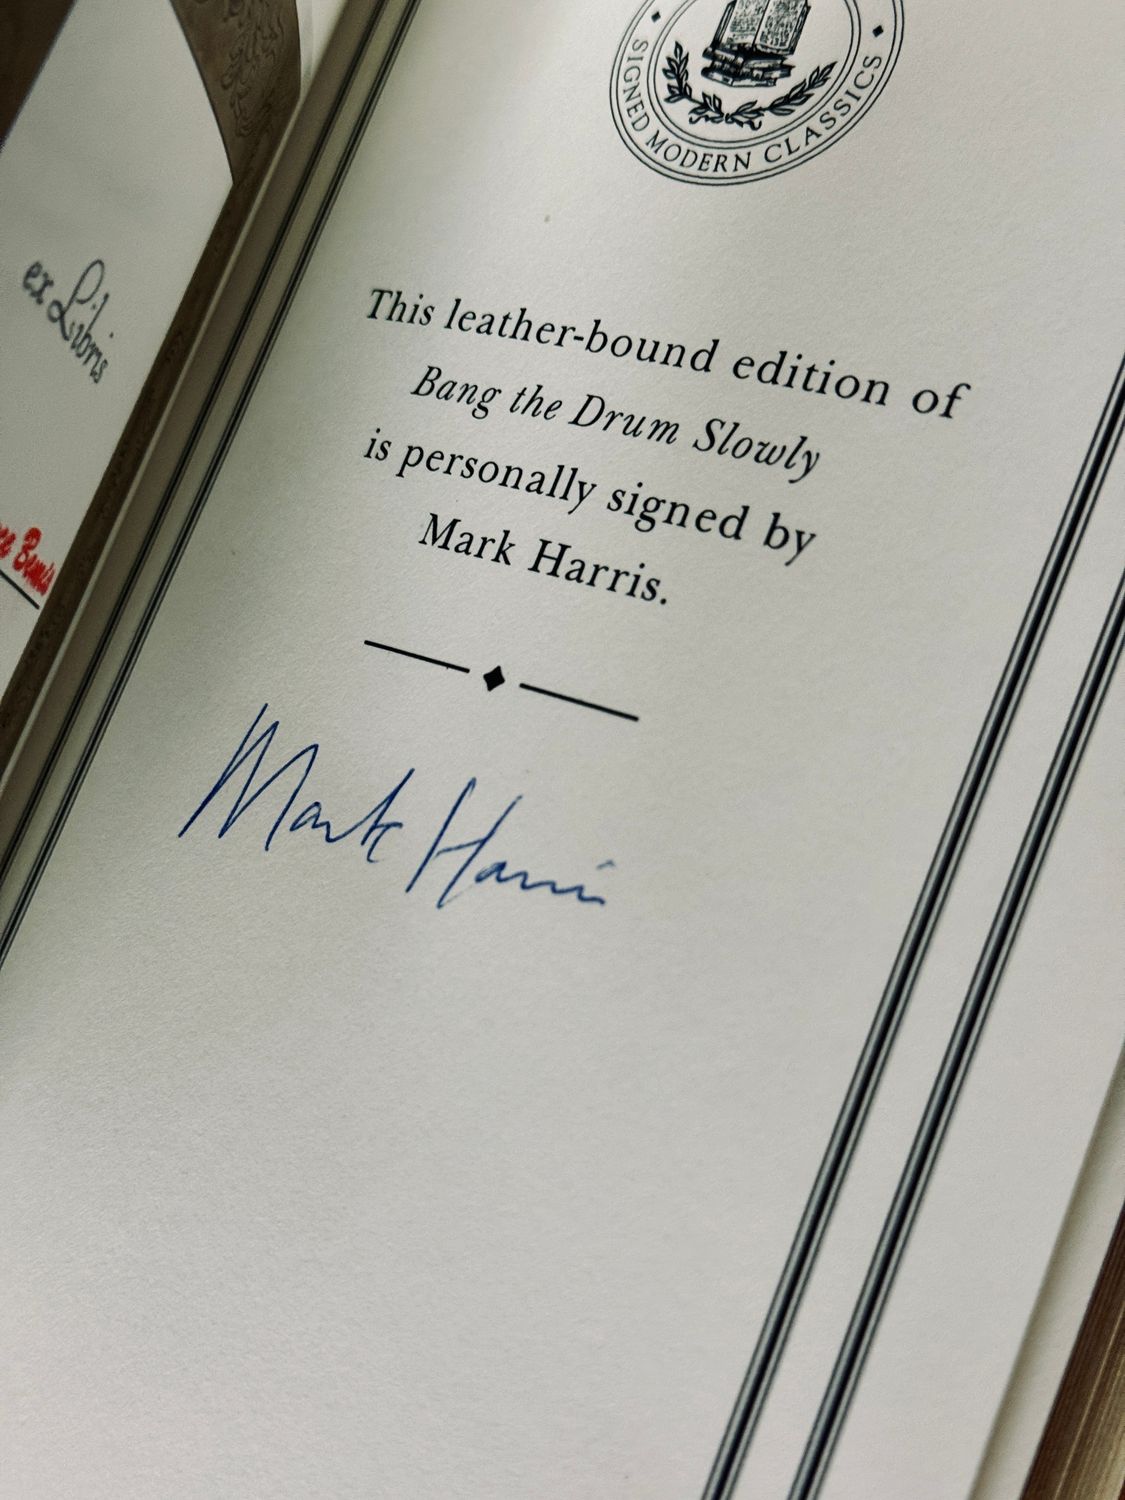 SIGNED MODERN CLASSICS
ex Libris
This leather-bound edition of
Bang the Drum Slowly
is personally signed by
Mark Harris.
Mark Harris